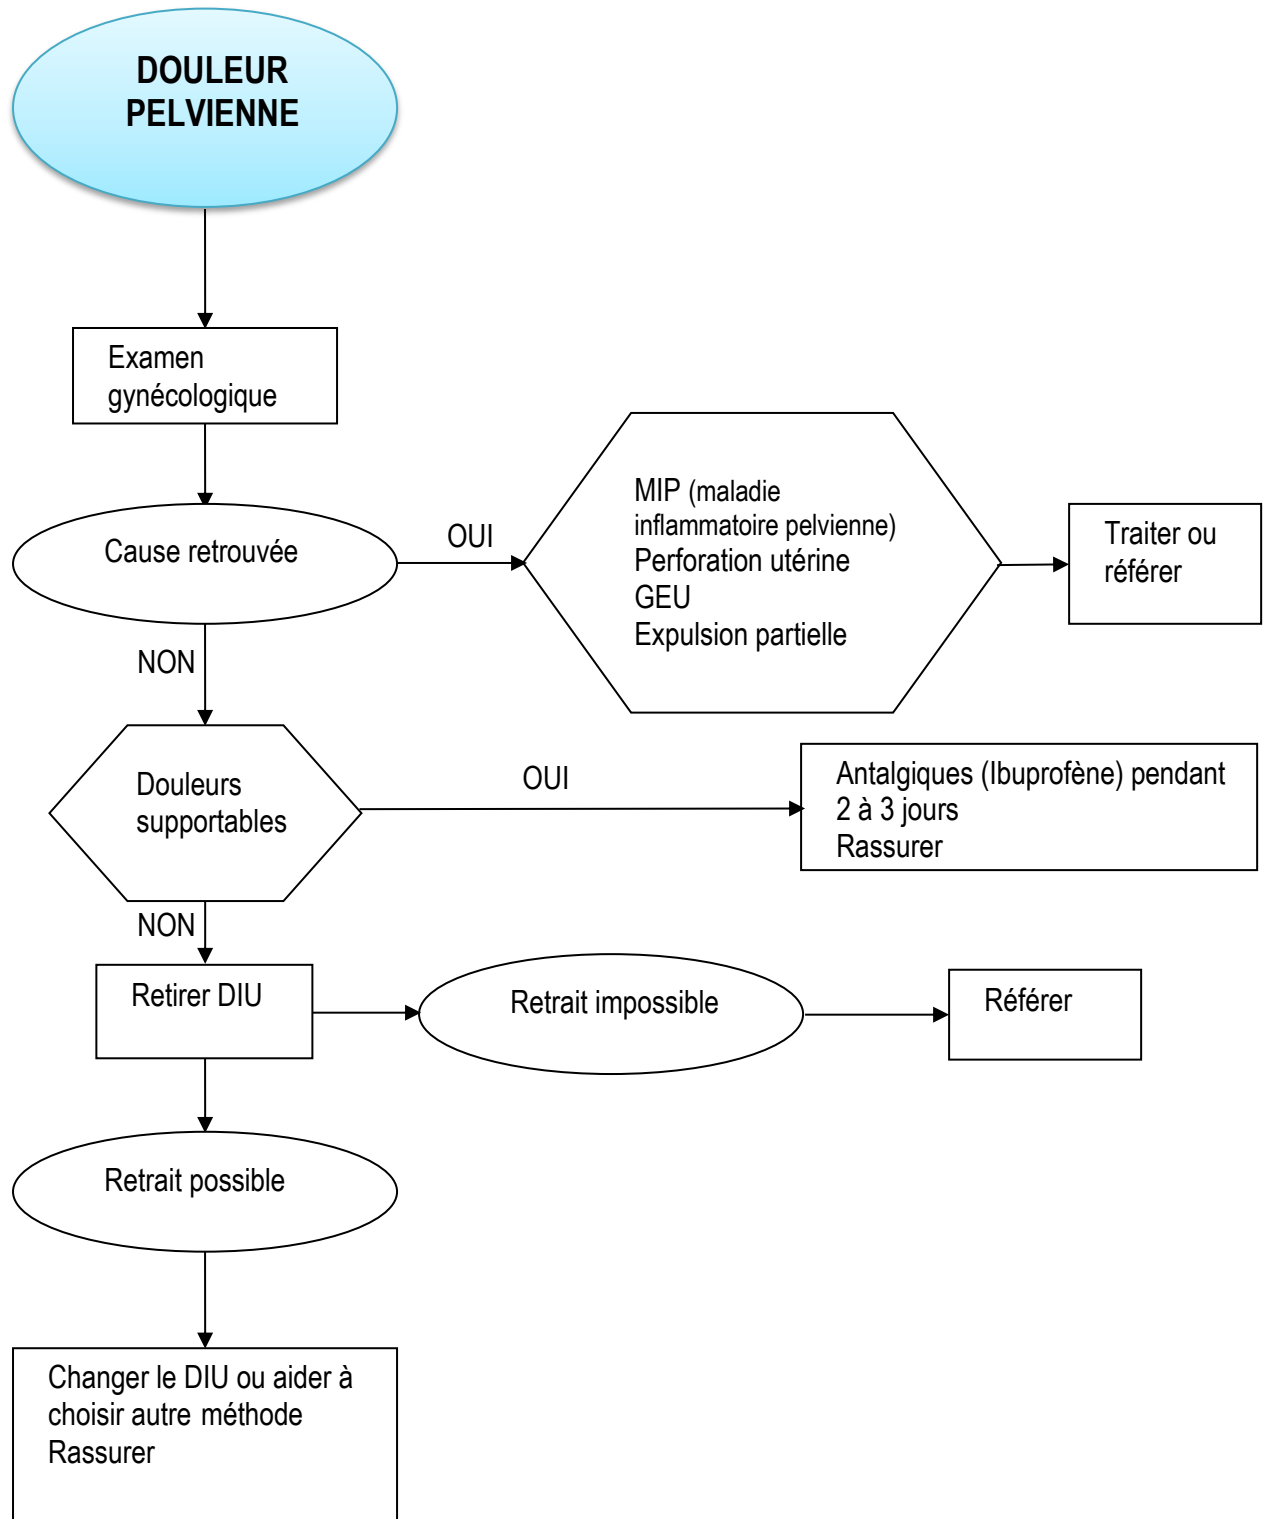 DOULEUR
PELVIENNE
Examen
gynécologique
Cause retrouvée
OUI
MIP (maladie
inflammatoire pelvienne)
Perforation utérine
GEU
Expulsion partielle
Traiter ou
référer
NON
Douleurs
supportables
OUI
Antalgiques (Ibuprofène) pendant
2 à 3 jours
Rassurer
NON
Retirer DIU
Retrait impossible
Référer
Retrait possible
Changer le DIU ou aider à
choisir autre méthode
Rassurer